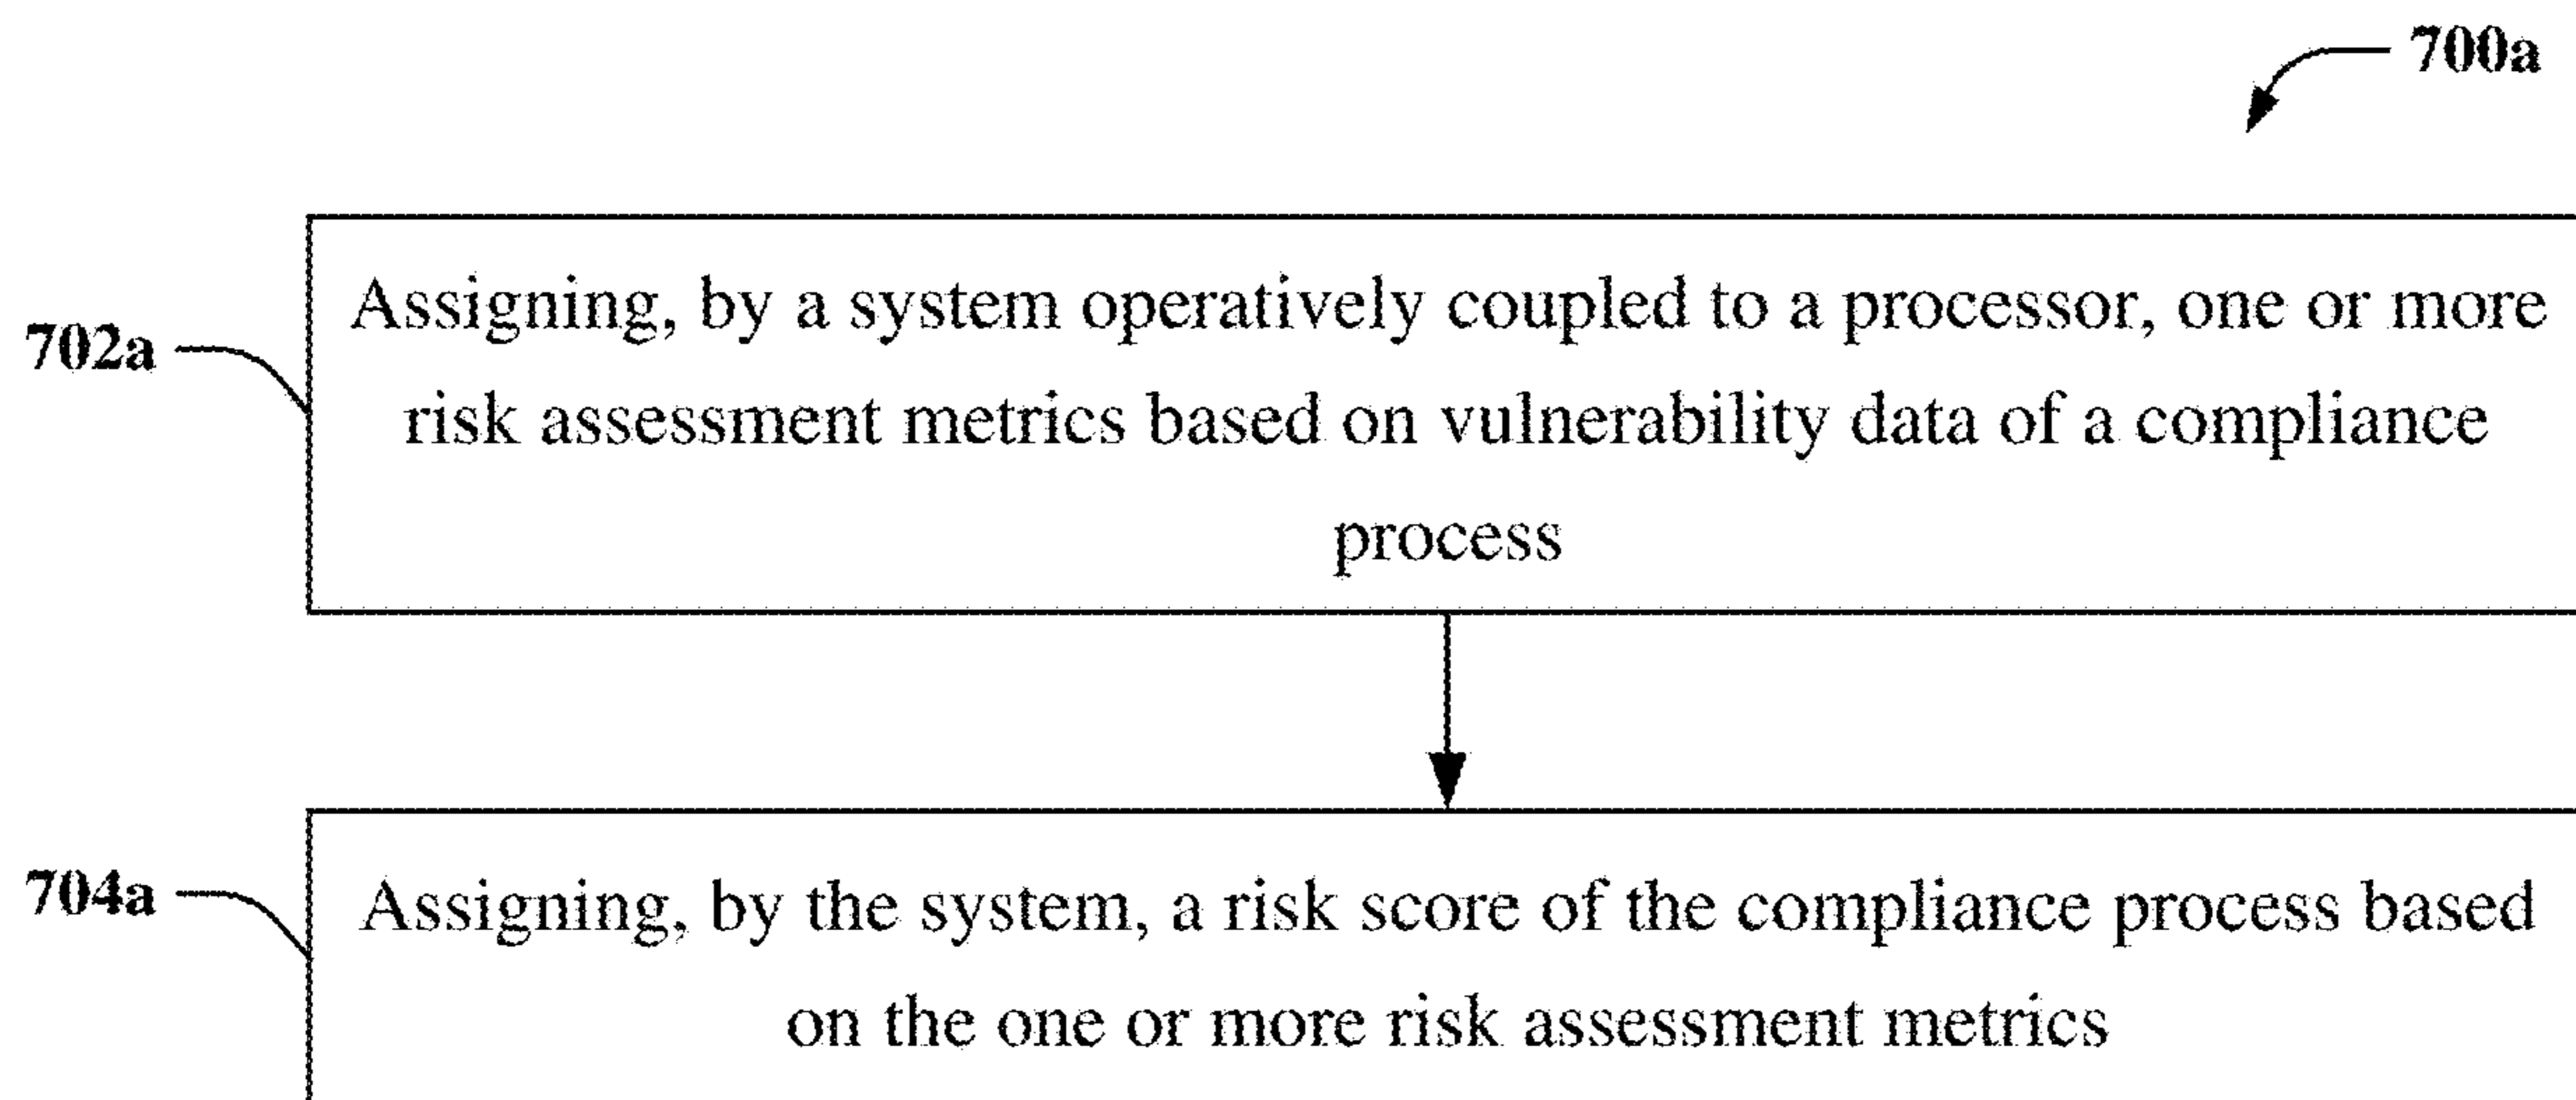 700a
702a
Assigning, by a system operatively coupled to a processor, one or more
risk assessment metrics based on vulnerability data of a compliance
process
704a
Assigning, by the system, a risk score of the compliance process based
on the one or more risk assessment metrics